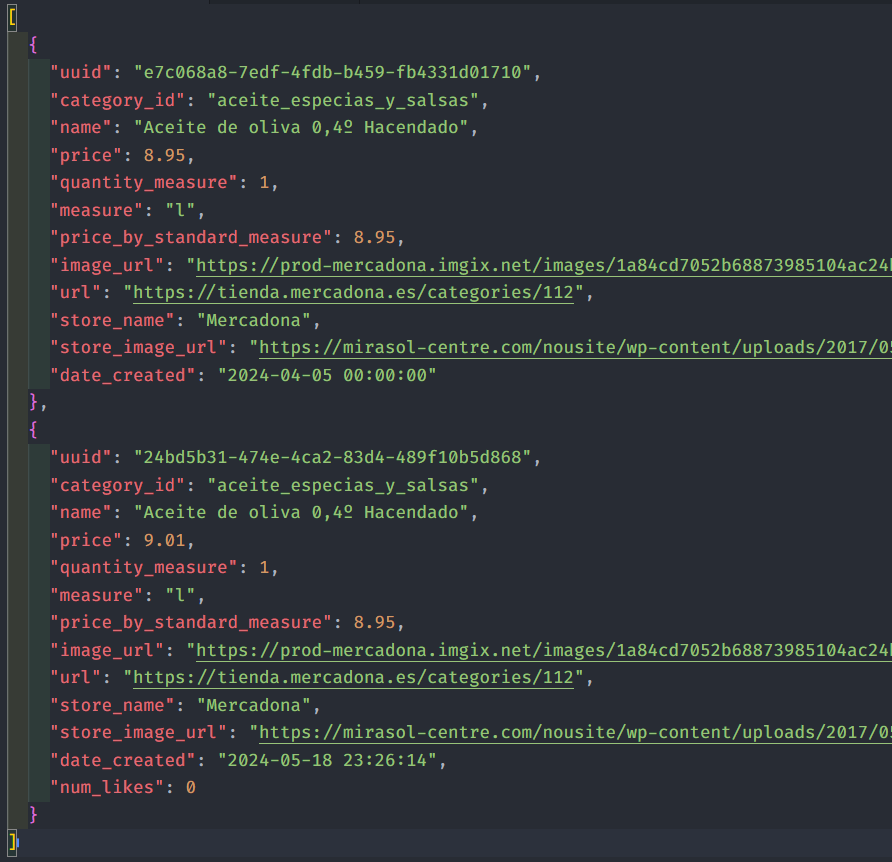 [
{
"uuid": "e7c068a8-7edf-4fdb-b459-fb4331d01710",
"category_id": "aceite_especias_y_salsas",
"name": "Aceite de oliva 0,4º Hacendado",
"price": 8.95,
"quantity_measure": 1,
"measure": "l",
"price_by_standard_measure": 8.95,
"image_url": "https://prod-mercadona.imgix.net/images/1a84cd7052b68873985104ac24
"url": "https://tienda.mercadona.es/categories/112",
"store_name": "Mercadona",
"store_image_url": "https://mirasol-centre.com/nousite/wp-content/uploads/2017/05
"date_created": "2024-04-05 00:00:00"
},
{
"uuid": "24bd5b31-474e-4ca2-83d4-489f10b5d868",
"category_id": "aceite_especias_y_salsas",
"name": "Aceite de oliva 0,4º Hacendado",
"price": 9.01,
"quantity_measure": 1,
"measure": "l",
"price_by_standard_measure": 8.95,
"image_url": "https://prod-mercadona.imgix.net/images/1a84cd7052b68873985104ac24
"url": "https://tienda.mercadona.es/categories/112",
"store_name": "Mercadona",
"store_image_url": "https://mirasol-centre.com/nousite/wp-content/uploads/2017/05
"date_created": "2024-05-18 23:26:14",
"num_likes": 0
}
]